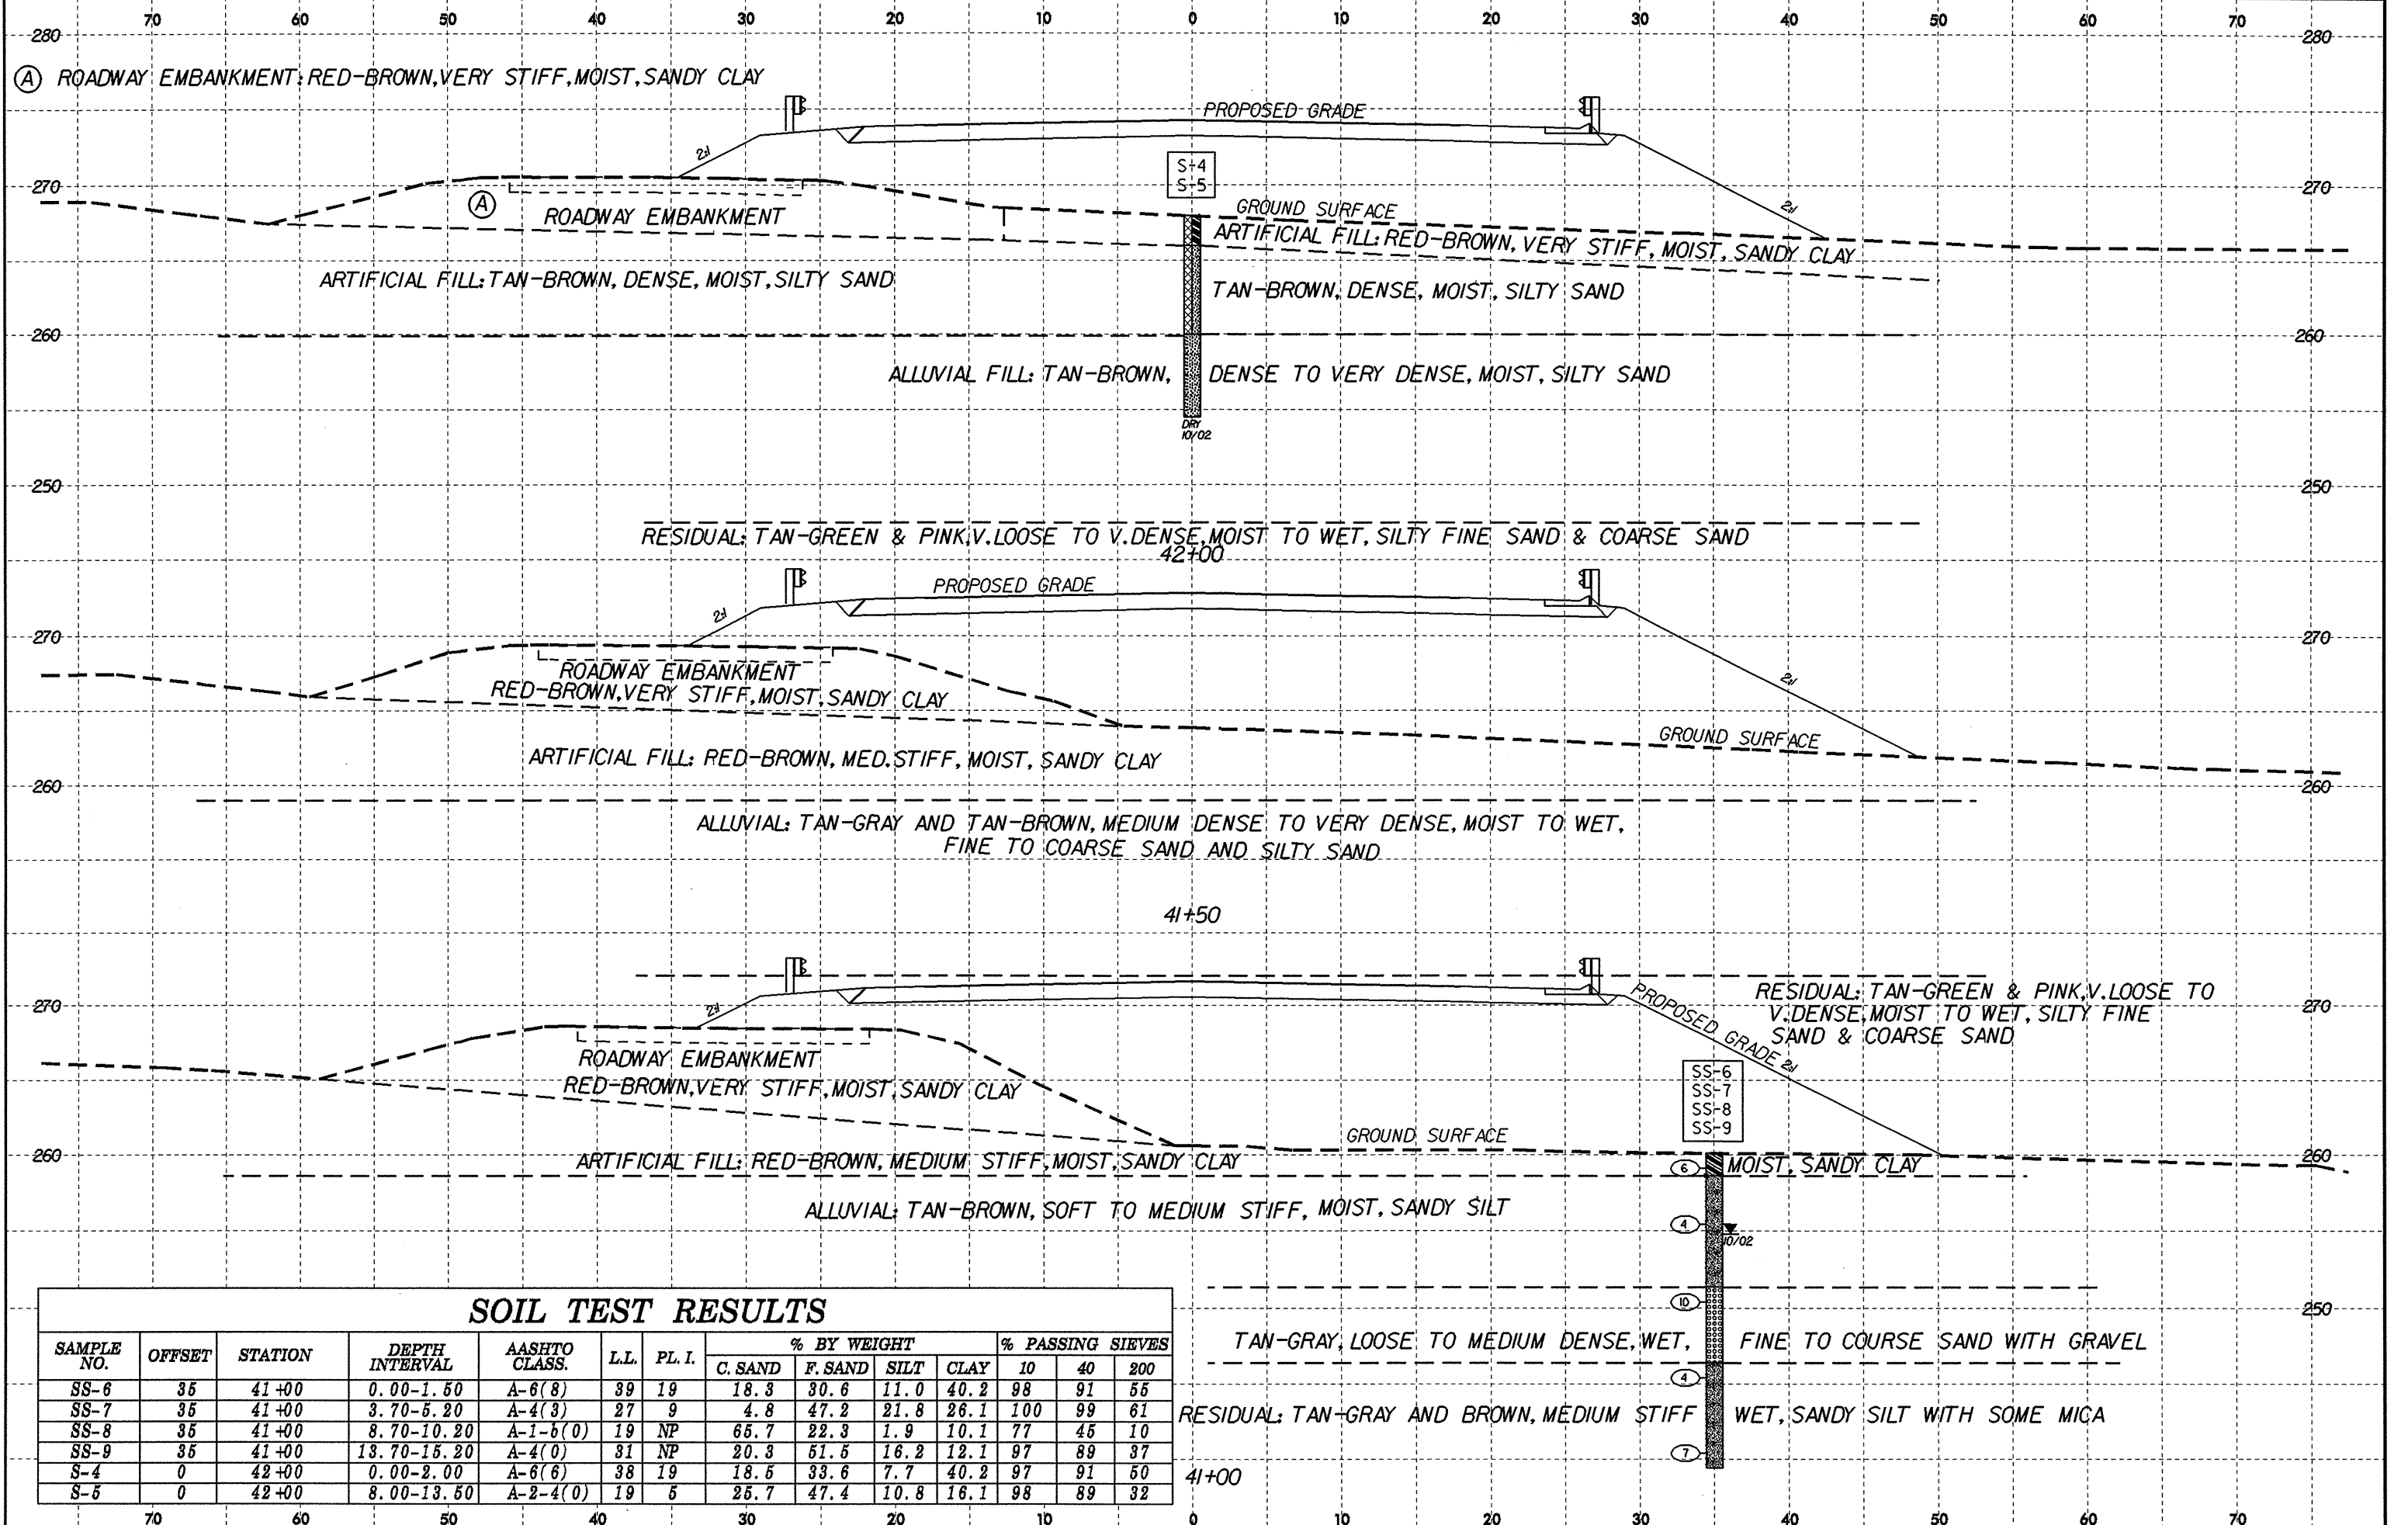 70 60 50 40 30 20 10 0 10 20 30 40 50 60 70
280 280
A ROADWAY EMBANKMENT: RED-BROWN, VERY STIFF, MOIST, SANDY CLAY
PROPOSED GRADE
2:1
S-4
S-5
270 270
A
ROADWAY EMBANKMENT
GROUND SURFACE
2:1
ARTIFICIAL FILL: RED-BROWN, VERY STIFF, MOIST, SANDY CLAY
ARTIFICIAL FILL: TAN-BROWN, DENSE, MOIST, SILTY SAND
TAN-BROWN, DENSE, MOIST, SILTY SAND
260 260
ALLUVIAL FILL: TAN-BROWN, DENSE TO VERY DENSE, MOIST, SILTY SAND
DRY
10/02
250 250
RESIDUAL: TAN-GREEN & PINK, V.LOOSE TO V.DENSE, MOIST TO WET, SILTY FINE SAND & COARSE SAND
42+00
PROPOSED GRADE
2:1
270 270
ROADWAY EMBANKMENT
RED-BROWN, VERY STIFF, MOIST, SANDY CLAY
2:1
GROUND SURFACE
ARTIFICIAL FILL: RED-BROWN, MED. STIFF, MOIST, SANDY CLAY
260 260
ALLUVIAL: TAN-GRAY AND TAN-BROWN, MEDIUM DENSE TO VERY DENSE, MOIST TO WET,
FINE TO COARSE SAND AND SILTY SAND
41+50
RESIDUAL: TAN-GREEN & PINK, V.LOOSE TO
V.DENSE, MOIST TO WET, SILTY FINE
SAND & COARSE SAND
270 270
2:1
PROPOSED GRADE 2:1
ROADWAY EMBANKMENT
RED-BROWN, VERY STIFF, MOIST, SANDY CLAY
SS-6
SS-7
SS-8
SS-9
GROUND SURFACE
260 260
ARTIFICIAL FILL: RED-BROWN, MEDIUM STIFF, MOIST, SANDY CLAY
6 MOIST, SANDY CLAY
ALLUVIAL: TAN-BROWN, SOFT TO MEDIUM STIFF, MOIST, SANDY SILT
4
10/02
10
250
TAN-GRAY, LOOSE TO MEDIUM DENSE, WET, FINE TO COURSE SAND WITH GRAVEL
4
RESIDUAL: TAN-GRAY AND BROWN, MEDIUM STIFF WET, SANDY SILT WITH SOME MICA
7
41+00
SOIL TEST RESULTS
SAMPLE NO. OFFSET STATION DEPTH INTERVAL AASHTO CLASS. L.L. PL. I. % BY WEIGHT % PASSING SIEVES
C. SAND F. SAND SILT CLAY 10 40 200
SS-6 35 41+00 0.00-1.50 A-6(8) 39 19 18.3 30.6 11.0 40.2 98 91 55
SS-7 35 41+00 3.70-5.20 A-4(3) 27 9 4.8 47.2 21.8 26.1 100 99 61
SS-8 35 41+00 8.70-10.20 A-1-b(0) 19 NP 65.7 22.3 1.9 10.1 77 45 10
SS-9 35 41+00 13.70-15.20 A-4(0) 31 NP 20.3 51.5 16.2 12.1 97 89 37
S-4 0 42+00 0.00-2.00 A-6(6) 38 19 18.5 33.6 7.7 40.2 97 91 50
S-5 0 42+00 8.00-13.50 A-2-4(0) 19 5 25.7 47.4 10.8 16.1 98 89 32
70 60 50 40 30 20 10 0 10 20 30 40 50 60 70